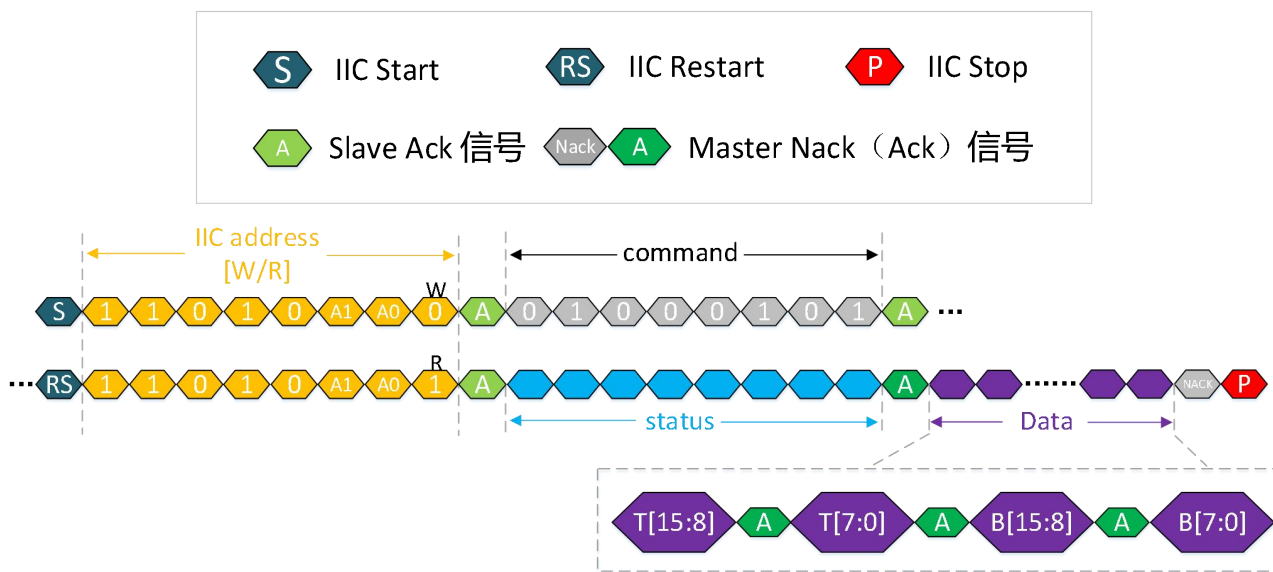 S IIC Start RS IIC Restart P IIC Stop
A Slave Ack 信号 Nack A Master Nack（Ack）信号
IIC address
[W/R]
command
W
S 1 1 0 1 0 A1 A0 0 A 0 1 0 0 0 1 0 1 A ···
R
··· RS 1 1 0 1 0 A1 A0 1 A A ······ NACK P
status Data
T[15:8] A T[7:0] A B[15:8] A B[7:0]